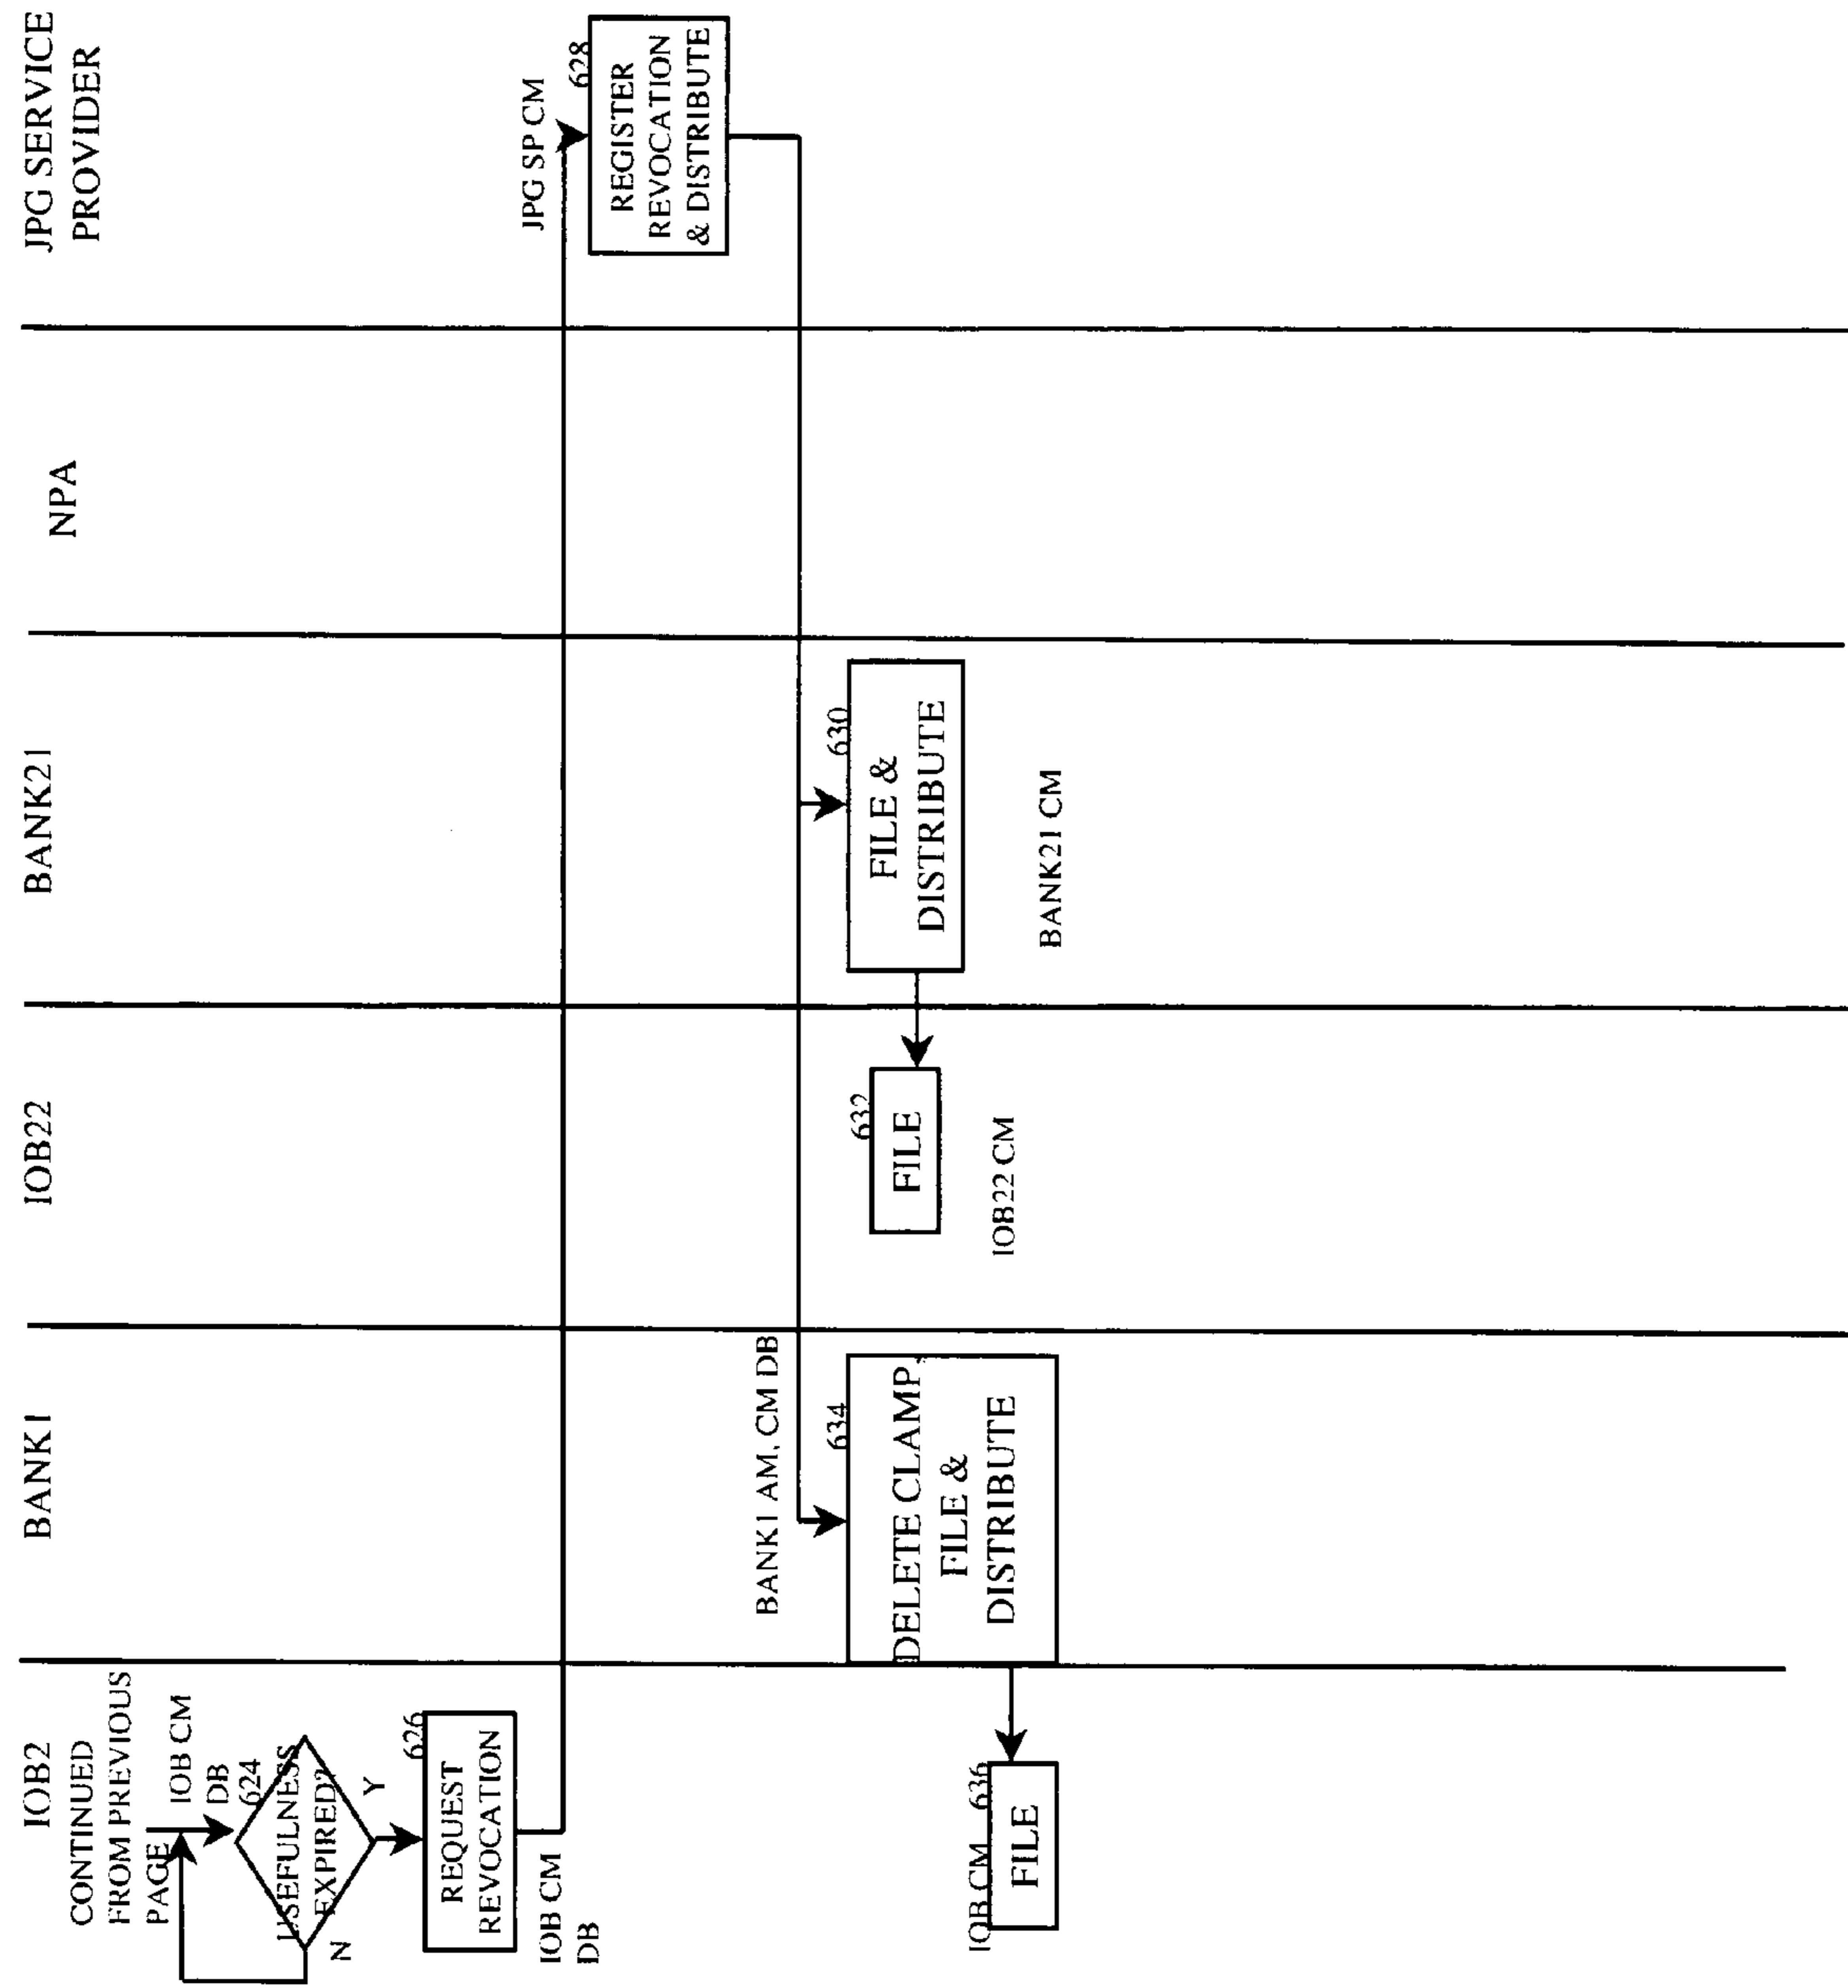 IOB2
BANK1
IOB22
BANK21
NPA
JPG SERVICE
PROVIDER
CONTINUED
FROM PREVIOUS
PAGE
IOB CM
DB
624
USEFULNESS
EXPIRED?
N
Y
626
REQUEST
REVOCATION
IOB CM
DB
JPG SP CM
628
REGISTER
REVOCATION
& DISTRIBUTE
BANK1 AM, CM DB
634
DELETE CLAMP,
FILE &
DISTRIBUTE
632
FILE
IOB22 CM
630
FILE &
DISTRIBUTE
BANK21 CM
IOB CM 636
FILE